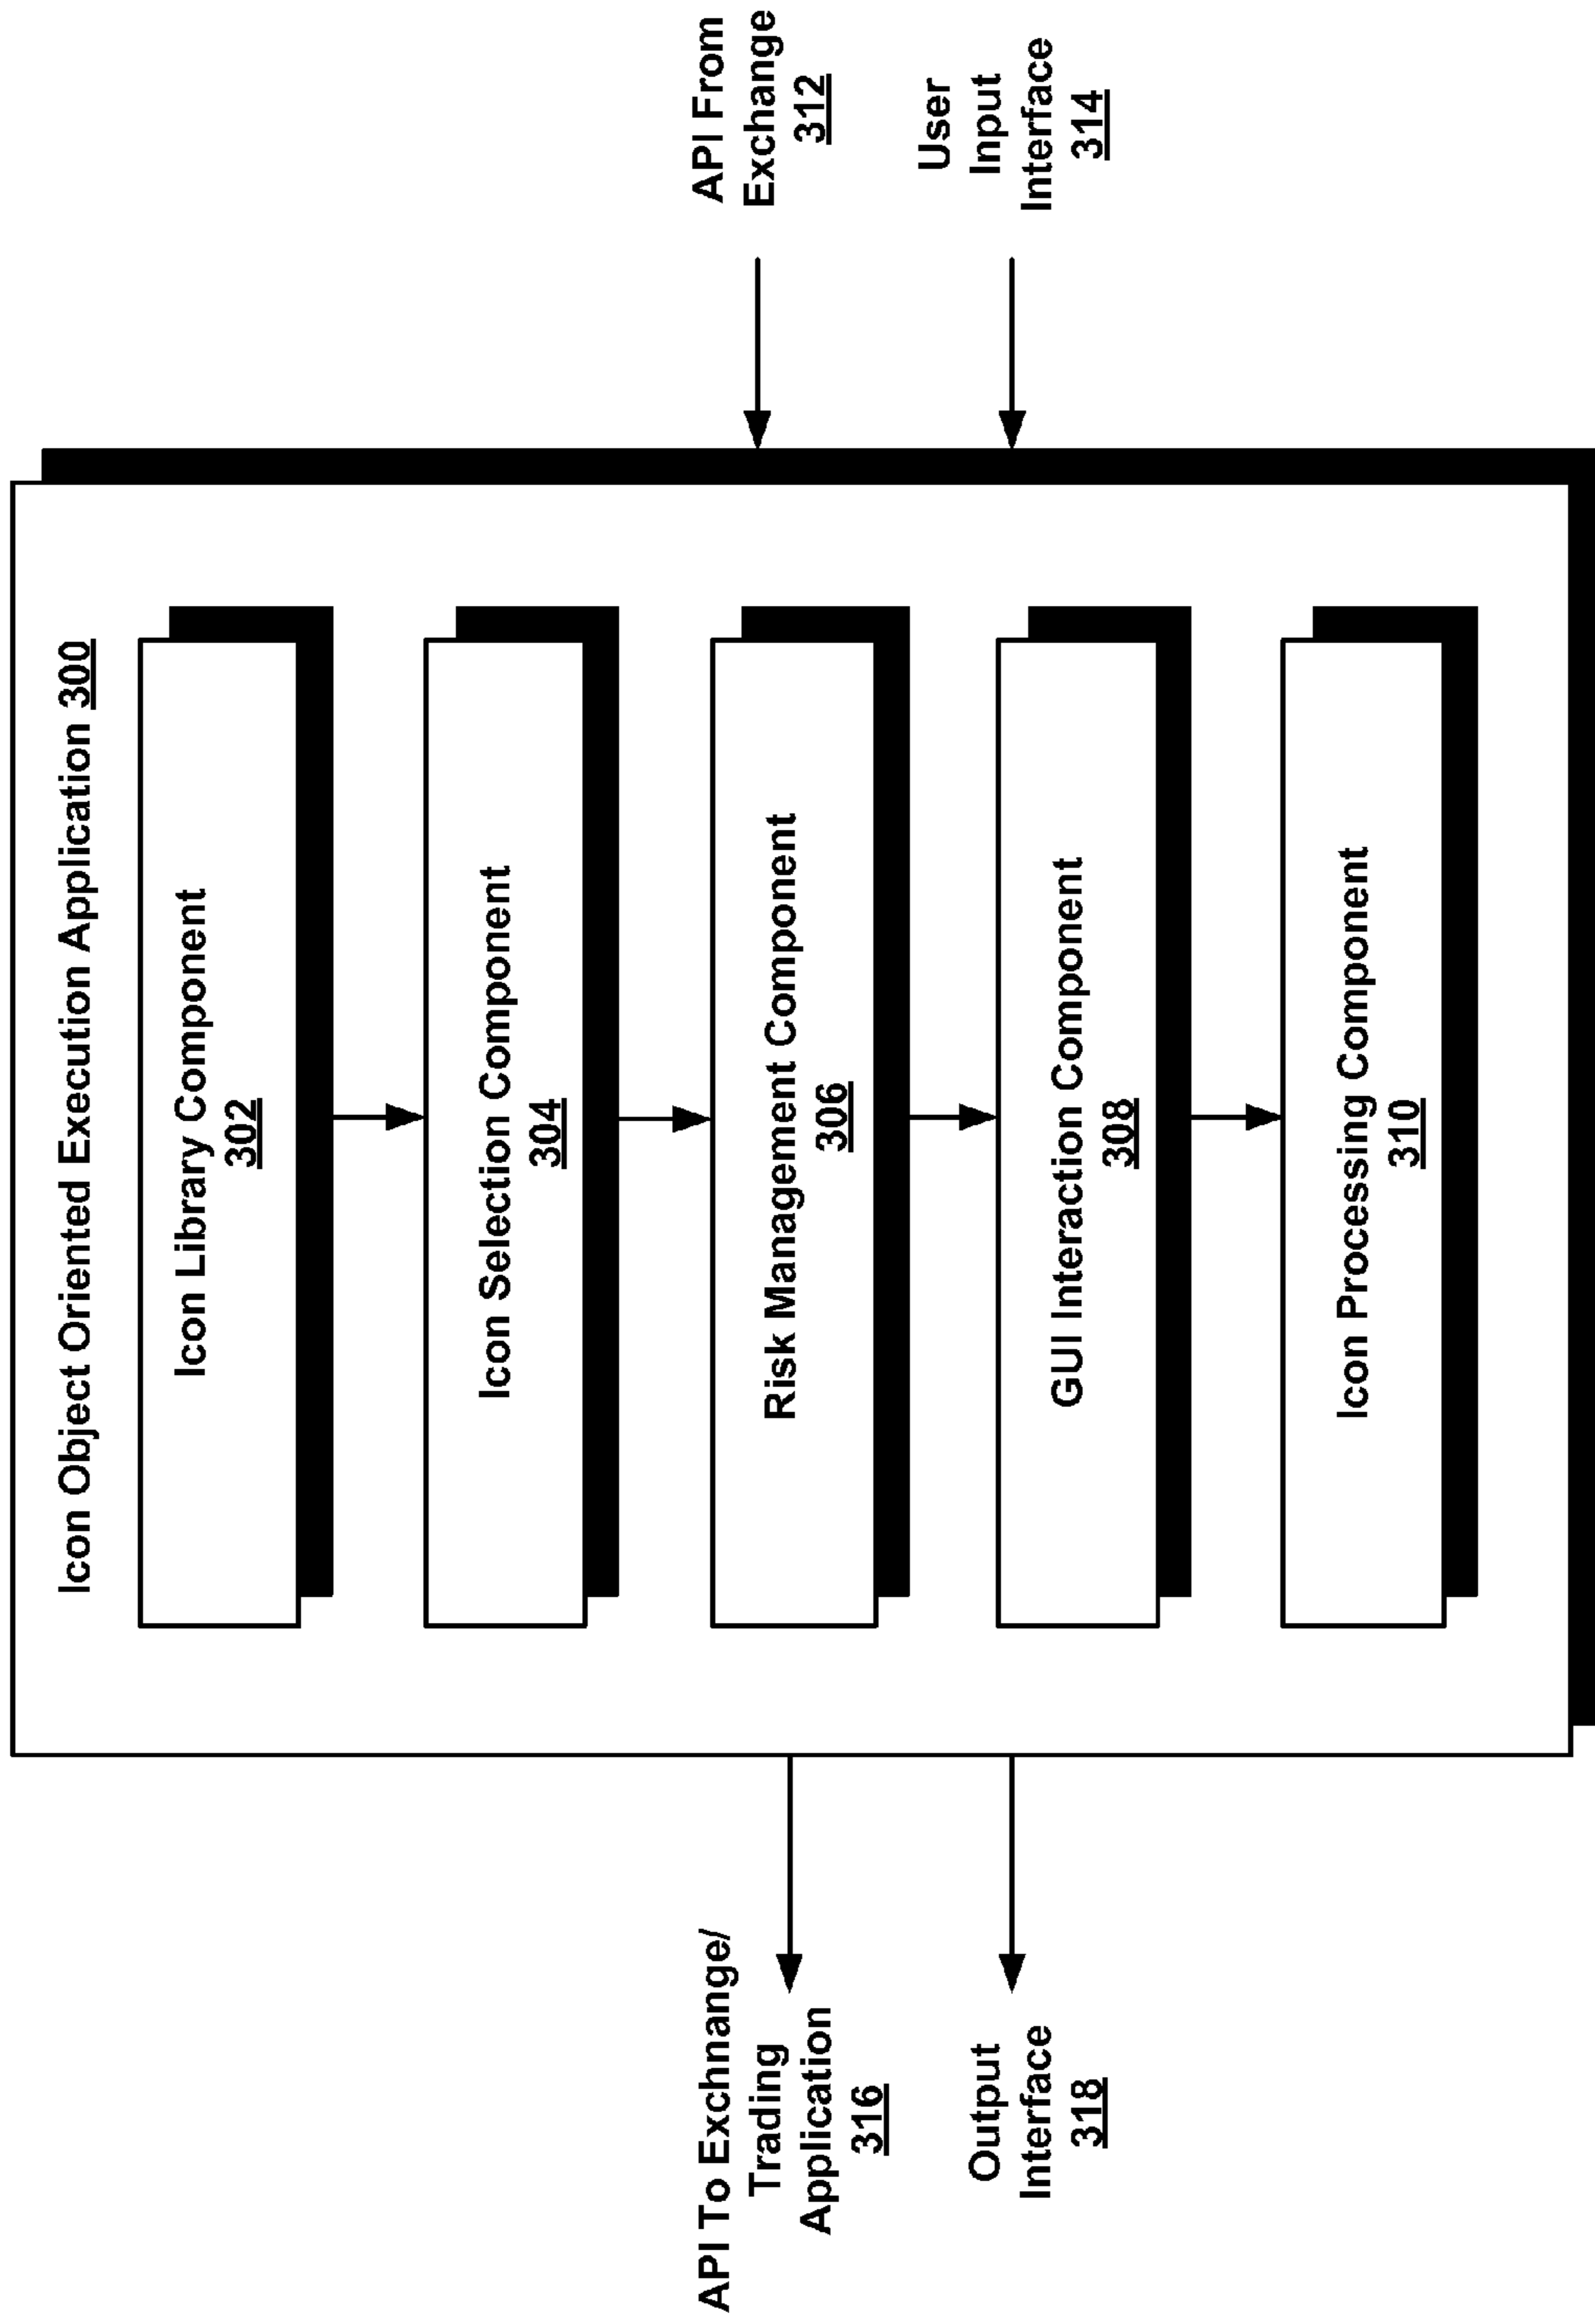 Icon Object Oriented Execution Application 300
Icon Library Component
302
Icon Selection Component
304
Risk Management Component
306
GUI Interaction Component
308
Icon Processing Component
310
API To Exchnange/
Trading
Application
316
Output
Interface
318
API From
Exchange
312
User
Input
Interface
314